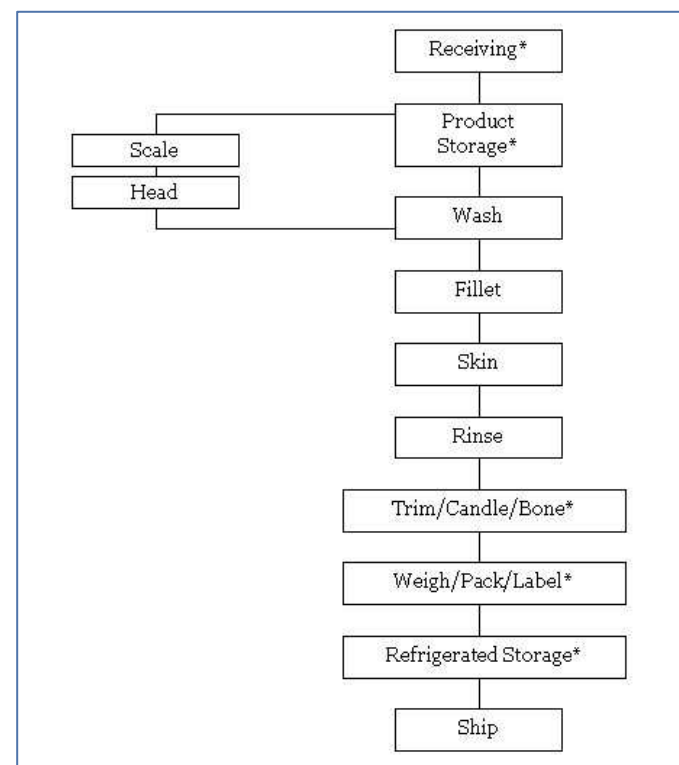 Receiving*
Product
Storage*
Scale
Head
Wash
Fillet
Skin
Rinse
Trim/Candle/Bone*
Weigh/Pack/Label*
Refrigerated Storage*
Ship